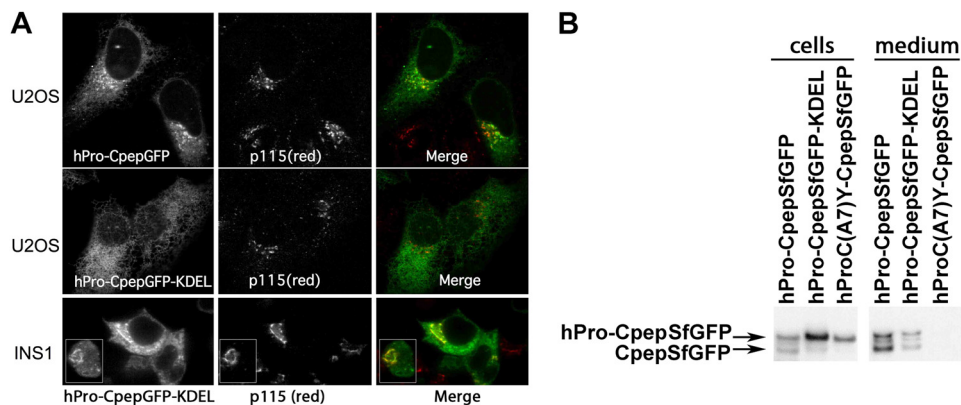 A
U2OS
hPro-CpepGFP
p115(red)
Merge
U2OS
hPro-CpepGFP-KDEL
p115(red)
Merge
INS1
hPro-CpepGFP-KDEL
p115 (red)
Merge
B
cells
medium
hPro-CpepSfGFP
hPro-CpepSfGFP-KDEL
hProC(A7)Y-CpepSfGFP
hPro-CpepSfGFP
hPro-CpepSfGFP-KDEL
hProC(A7)Y-CpepSfGFP
hPro-CpepSfGFP
CpepSfGFP